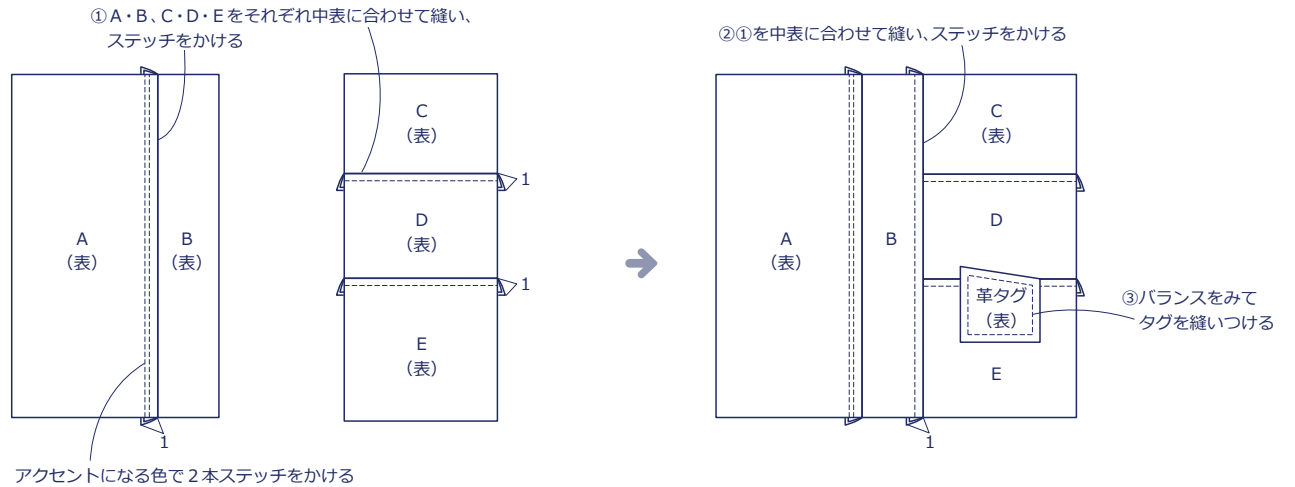 ①A・B、C・D・Eをそれぞれ中表に合わせて縫い、
ステッチをかける
A
（表）
B
（表）
1
アクセントになる色で２本ステッチをかける
C
（表）
1
D
（表）
1
E
（表）
②①を中表に合わせて縫い、ステッチをかける
A
（表）
B
C
（表）
D
革タグ
（表）
E
1
③バランスをみて
タグを縫いつける